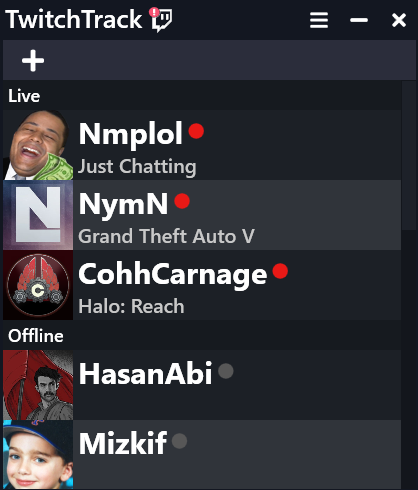 TwitchTrack
Live
Nmplol
Just Chatting
NymN
Grand Theft Auto V
CohhCarnage
Halo: Reach
Offline
HasanAbi
Mizkif